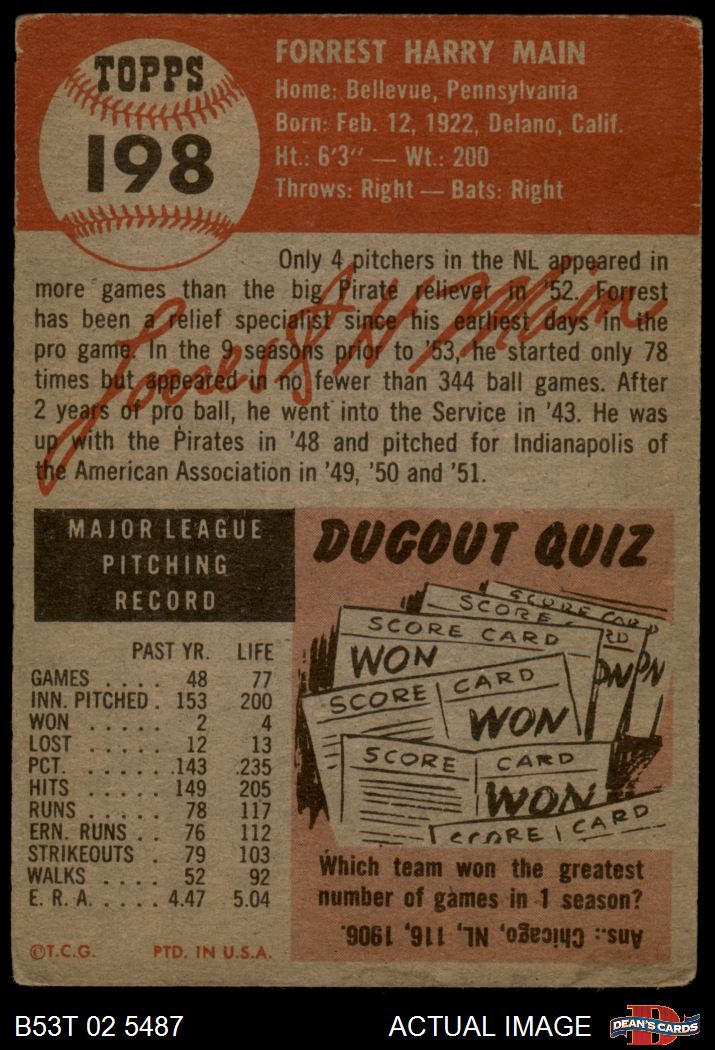 TOPPS
198
FORREST HARRY MAIN
Home: Bellevue, Pennsylvania
Born: Feb. 12, 1922, Delano, Calif.
Ht.: 6'3" — Wt.: 200
Throws: Right — Bats: Right
Only 4 pitchers in the NL appeared in
more games than the big Pirate reliever in '52. Forrest
has been a relief specialist since his earliest days in the
pro game. In the 9 seasons prior to '53, he started only 78
times but appeared in no fewer than 344 ball games. After
2 years of pro ball, he went into the Service in '43. He was
up with the Pirates in '48 and pitched for Indianapolis of
the American Association in '49, '50 and '51.
Forrest H. Main
MAJOR LEAGUE
PITCHING
RECORD
PAST YR. LIFE
GAMES .... 48 77
INN. PITCHED . 153 200
WON ..... 2 4
LOST ..... 12 13
PCT. ...... .143 .235
HITS ..... 149 205
RUNS ..... 78 117
ERN. RUNS .. 76 112
STRIKEOUTS . 79 103
WALKS .... 52 92
E. R. A. .... 4.47 5.04
©T.C.G. PTD. IN U.S.A.
DUGOUT QUIZ
SCORE CARD
SCORE RD
SCORE CARD
WON WON
SCORE CARD
WON
SCORE CARD
WON
SCORE CARD
Which team won the greatest
number of games in 1 season?
Ans.: Chicago, NL, 116, 1906.
B53T 02 5487 ACTUAL IMAGE
D
DEAN'S CARDS